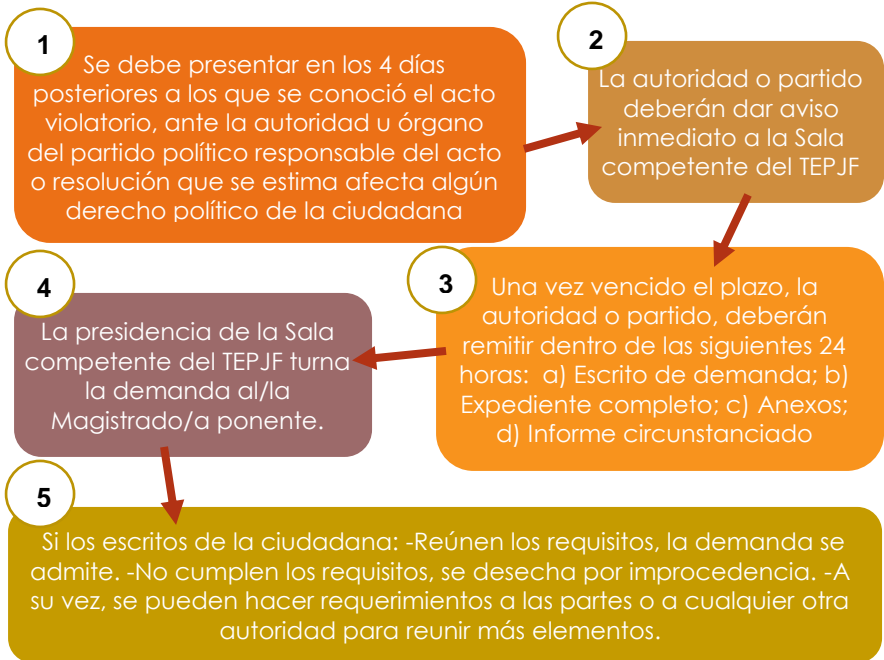 1
Se debe presentar en los 4 días
posteriores a los que se conoció el acto
violatorio, ante la autoridad u órgano
del partido político responsable del acto
o resolución que se estima afecta algún
derecho político de la ciudadana
2
La autoridad o partido
deberán dar aviso
inmediato a la Sala
competente del TEPJF
3
Una vez vencido el plazo, la
autoridad o partido, deberán
remitir dentro de las siguientes 24
horas: a) Escrito de demanda; b)
Expediente completo; c) Anexos;
d) Informe circunstanciado
4
La presidencia de la Sala
competente del TEPJF turna
la demanda al/la
Magistrado/a ponente.
5
Si los escritos de la ciudadana: -Reúnen los requisitos, la demanda se
admite. -No cumplen los requisitos, se desecha por improcedencia. -A
su vez, se pueden hacer requerimientos a las partes o a cualquier otra
autoridad para reunir más elementos.